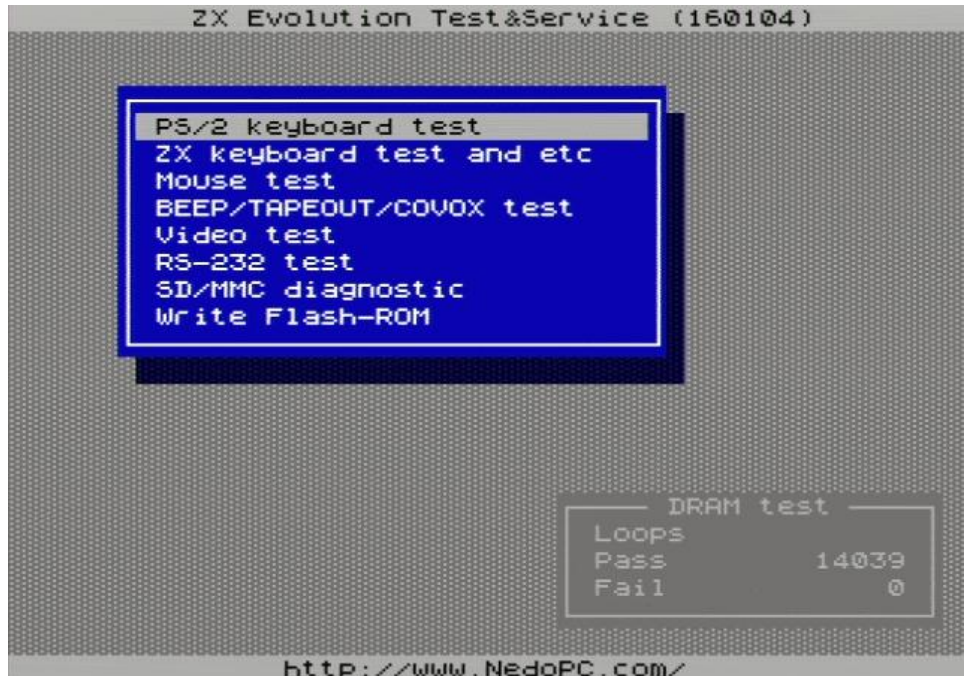 ZX Evolution Test&Service (160104)
PS/2 keyboard test
ZX keyboard test and etc
Mouse test
BEEP/TAPEOUT/COVOX test
Video test
RS-232 test
SD/MMC diagnostic
Write Flash-ROM
DRAM test
Loops
Pass 14039
Fail 0
http://www.NedoPC.com/